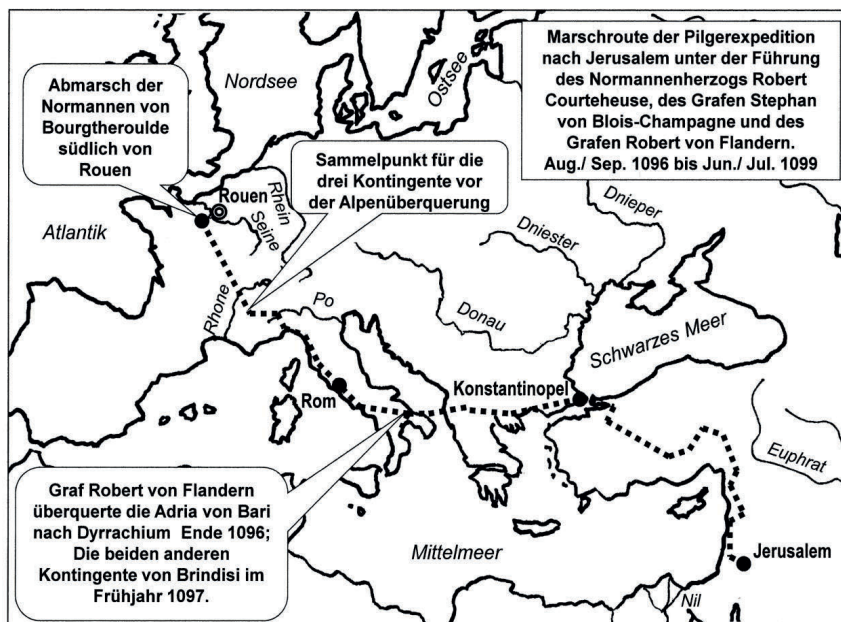 Marschroute der Pilgerexpedition
nach Jerusalem unter der Führung
des Normannenherzogs Robert
Courteheuse, des Grafen Stephan
von Blois-Champagne und des
Grafen Robert von Flandern.
Aug./ Sep. 1096 bis Jun./ Jul. 1099
Abmarsch der
Normannen von
Bourgtheroulde
südlich von
Rouen
Nordsee
Ostsee
Sammelpunkt für die
drei Kontingente vor
der Alpenüberquerung
Rouen
Rhein
Seine
Atlantik
Dnieper
Dniester
Rhone
Po
Donau
Schwarzes Meer
Konstantinopel
Rom
Euphrat
Graf Robert von Flandern
überquerte die Adria von Bari
nach Dyrrachium Ende 1096;
Die beiden anderen
Kontingente von Brindisi im
Frühjahr 1097.
Mittelmeer
Jerusalem
Nil